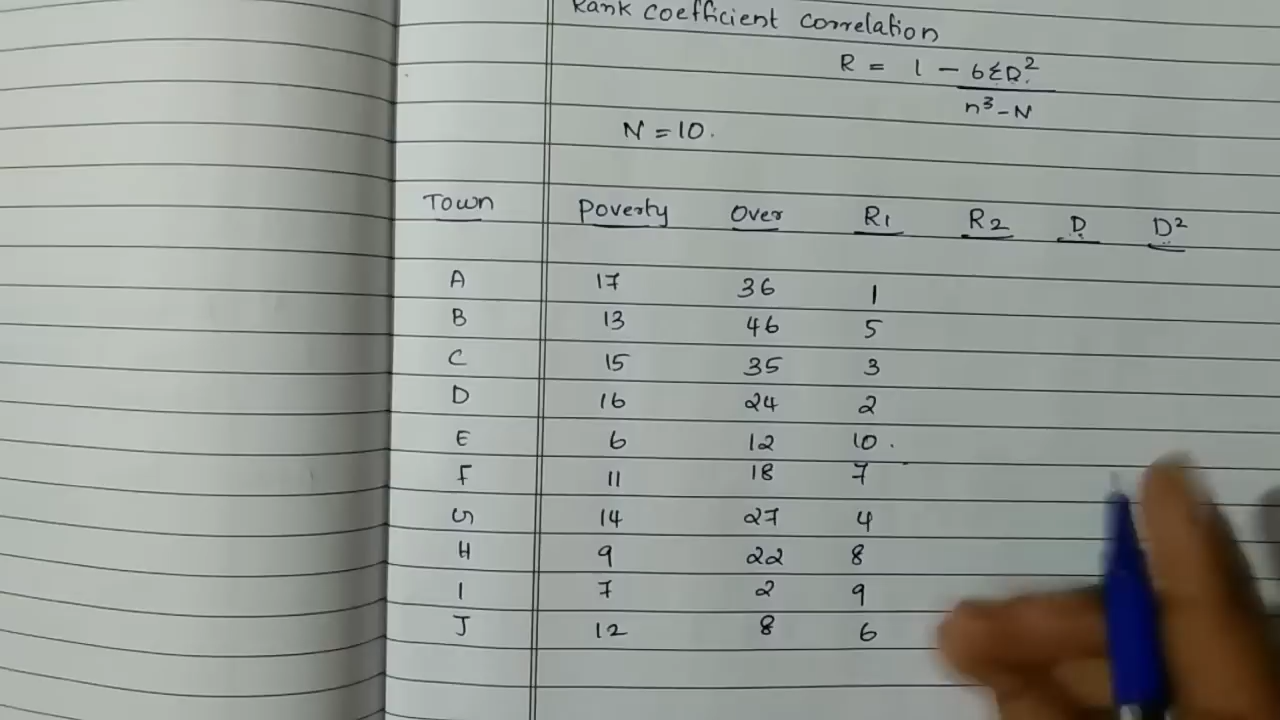 Rank coefficient correlation
R = 1 - 6ΣD²
n³-N
N = 10.
Town Poverty Over R1 R2 D D²
A 17 36 1
B 13 46 5
C 15 35 3
D 16 24 2
E 6 12 10.
F 11 18 7
G 14 27 4
H 9 22 8
I 7 2 9
J 12 8 6